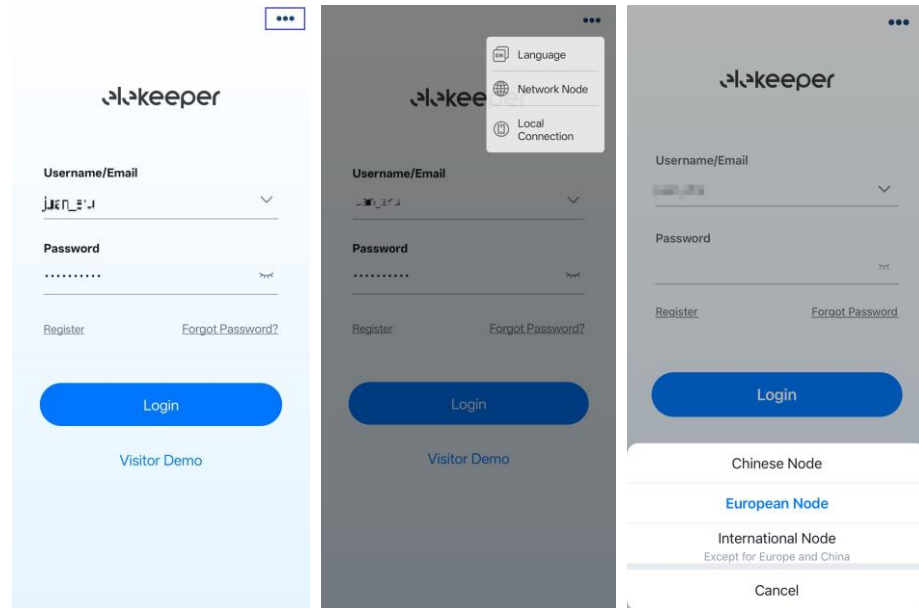 elekeeper
Username/Email
Password
Register Forgot Password?
Login
Visitor Demo
Language
Network Node
Local
Connection
elekee
Username/Email
Password
Register Forgot Password?
Login
Visitor Demo
elekeeper
Username/Email
Password
Register Forgot Password
Login
Chinese Node
European Node
International Node
Except for Europe and China
Cancel